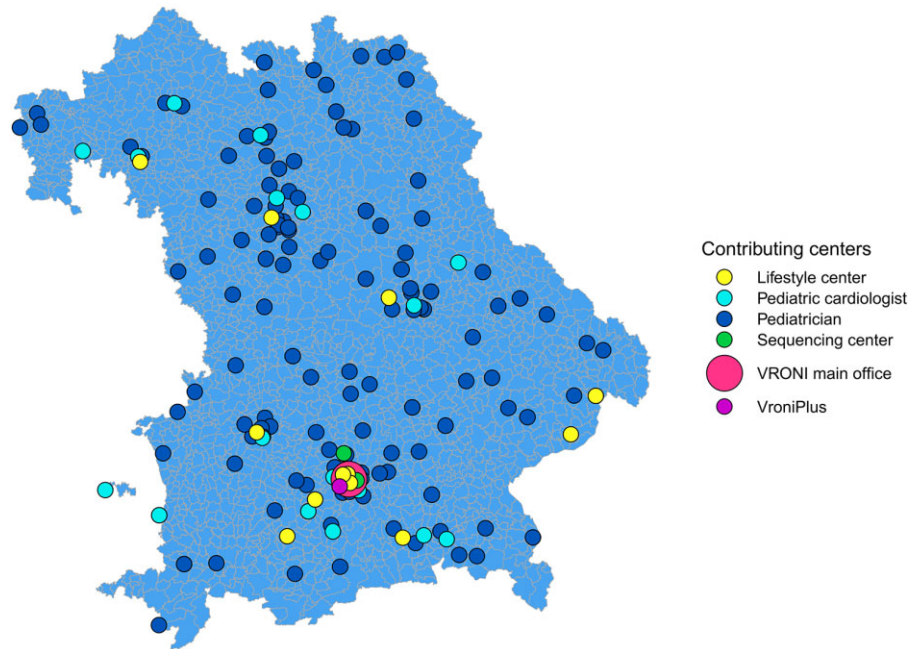 Contributing centers
Lifestyle center
Pediatric cardiologist
Pediatrician
Sequencing center
VRONI main office
VroniPlus